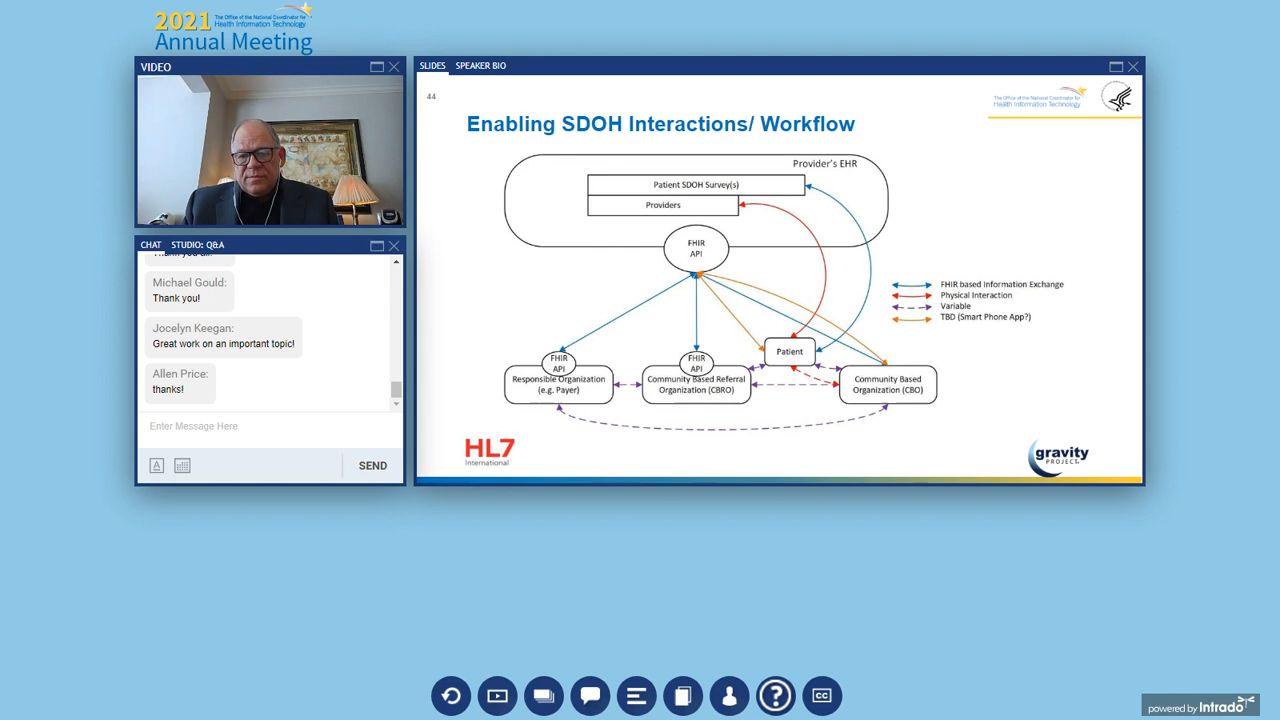 2021 The Office of the National Coordinator for
Health Information Technology
Annual Meeting
VIDEO
CHAT STUDIO: Q&A
Michael Gould:
Thank you!
Jocelyn Keegan:
Great work on an important topic!
Allen Price:
thanks!
Enter Message Here
A
SEND
SLIDES SPEAKER BIO
44
The Office of the National Coordinator for
Health Information Technology
Enabling SDOH Interactions/ Workflow
Provider's EHR
Patient SDOH Survey(s)
Providers
FHIR
API
FHIR based Information Exchange
Physical Interaction
Variable
TBD (Smart Phone App?)
Patient
FHIR
API
Responsible Organization
(e.g. Payer)
FHIR
API
Community Based Referral
Organization (CBRO)
Community Based
Organization (CBO)
HL7
International
gravity
PROJECT
?
CC
powered by Intrado